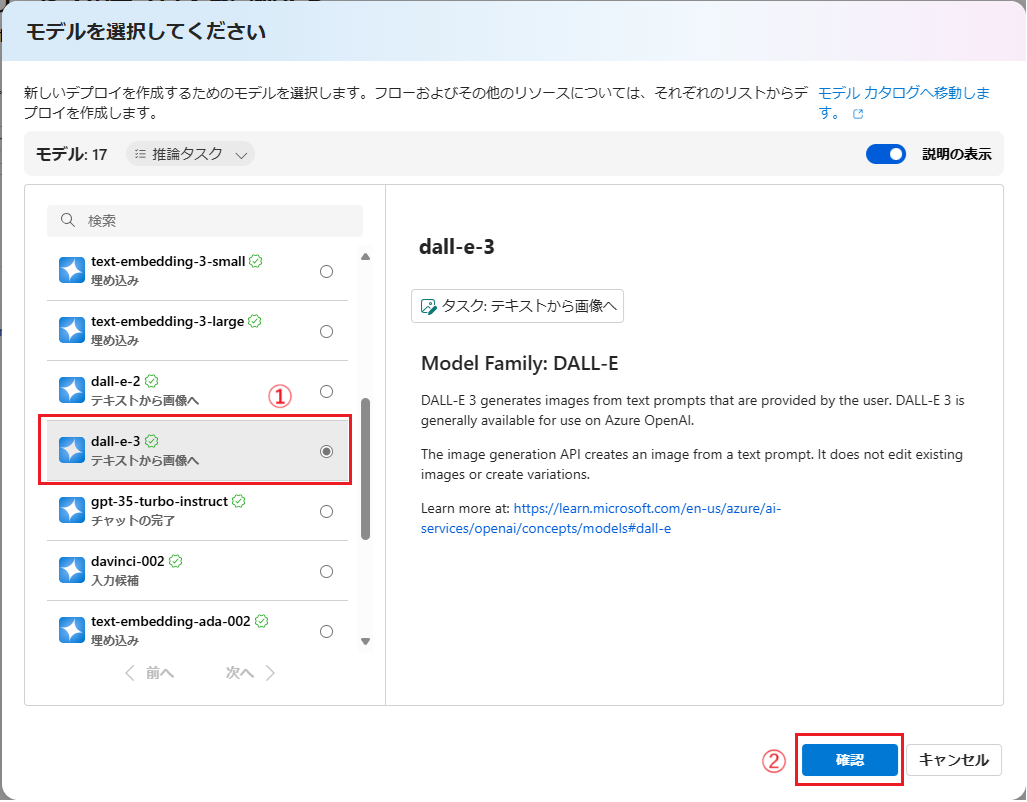 モデルを選択してください
新しいデプロイを作成するためのモデルを選択します。フローおよびその他のリソースについては、それぞれのリストからデ
プロイを作成します。
モデル カタログへ移動しま
す。
モデル: 17
推論タスク
説明の表示
検索
text-embedding-3-small
埋め込み
text-embedding-3-large
埋め込み
dall-e-2
テキストから画像へ
①
dall-e-3
テキストから画像へ
gpt-35-turbo-instruct
チャットの完了
davinci-002
入力候補
text-embedding-ada-002
埋め込み
前へ
次へ
dall-e-3
タスク: テキストから画像へ
Model Family: DALL-E
DALL-E 3 generates images from text prompts that are provided by the user. DALL-E 3 is
generally available for use on Azure OpenAI.
The image generation API creates an image from a text prompt. It does not edit existing
images or create variations.
Learn more at: https://learn.microsoft.com/en-us/azure/ai-
services/openai/concepts/models#dall-e
②
確認
キャンセル